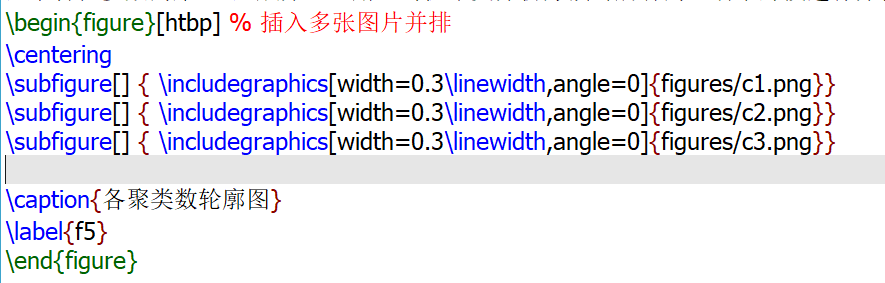 \begin{figure}[htbp] % 插入多张图片并排
\centering
\subfigure[] { \includegraphics[width=0.3\linewidth,angle=0]{figures/c1.png}}
\subfigure[] { \includegraphics[width=0.3\linewidth,angle=0]{figures/c2.png}}
\subfigure[] { \includegraphics[width=0.3\linewidth,angle=0]{figures/c3.png}}
\caption{各聚类数轮廓图}
\label{f5}
\end{figure}